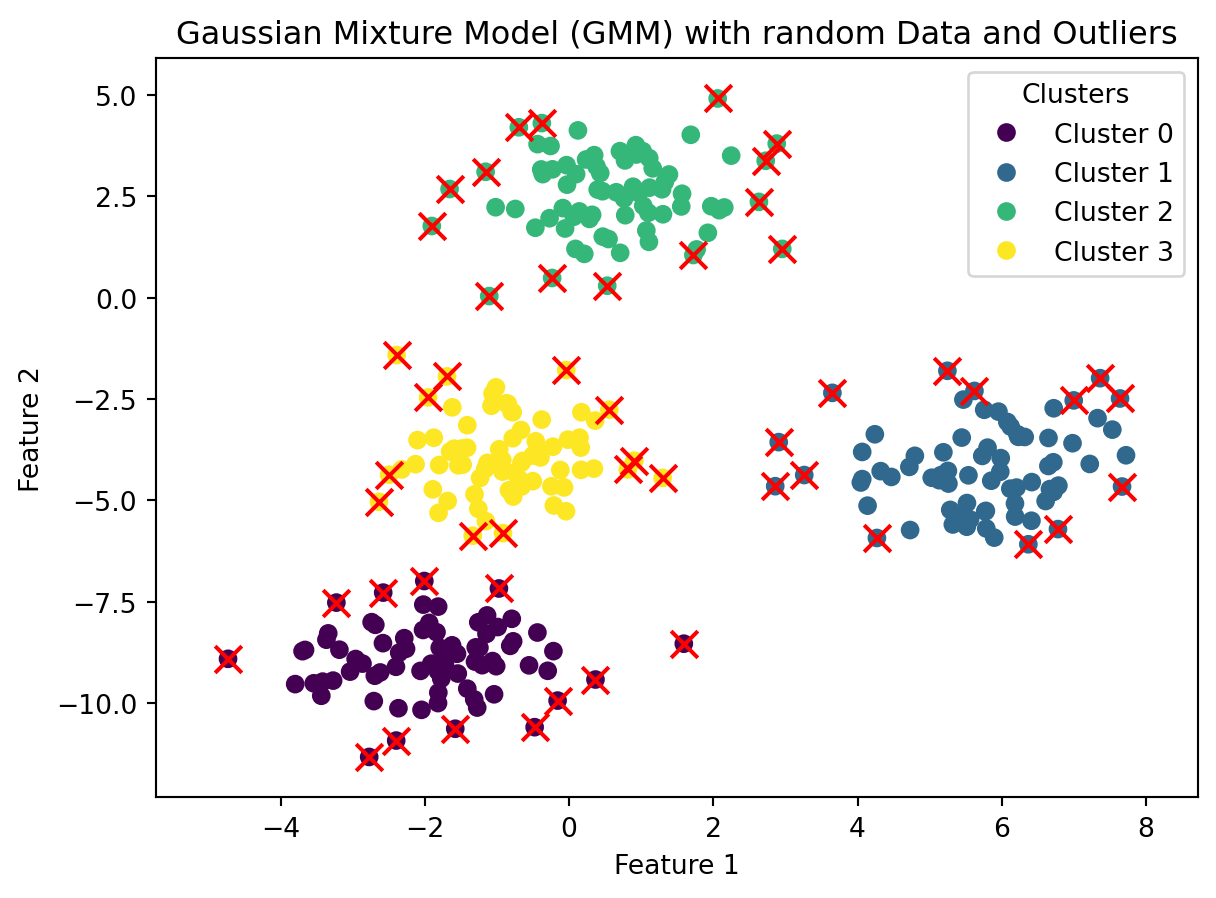 Gaussian Mixture Model (GMM) with random Data and Outliers
Clusters
Cluster 0
Cluster 1
Cluster 2
Cluster 3
5.0
2.5
0.0
−2.5
−5.0
−7.5
−10.0
Feature 2
−4
−2
0
2
4
6
8
Feature 1